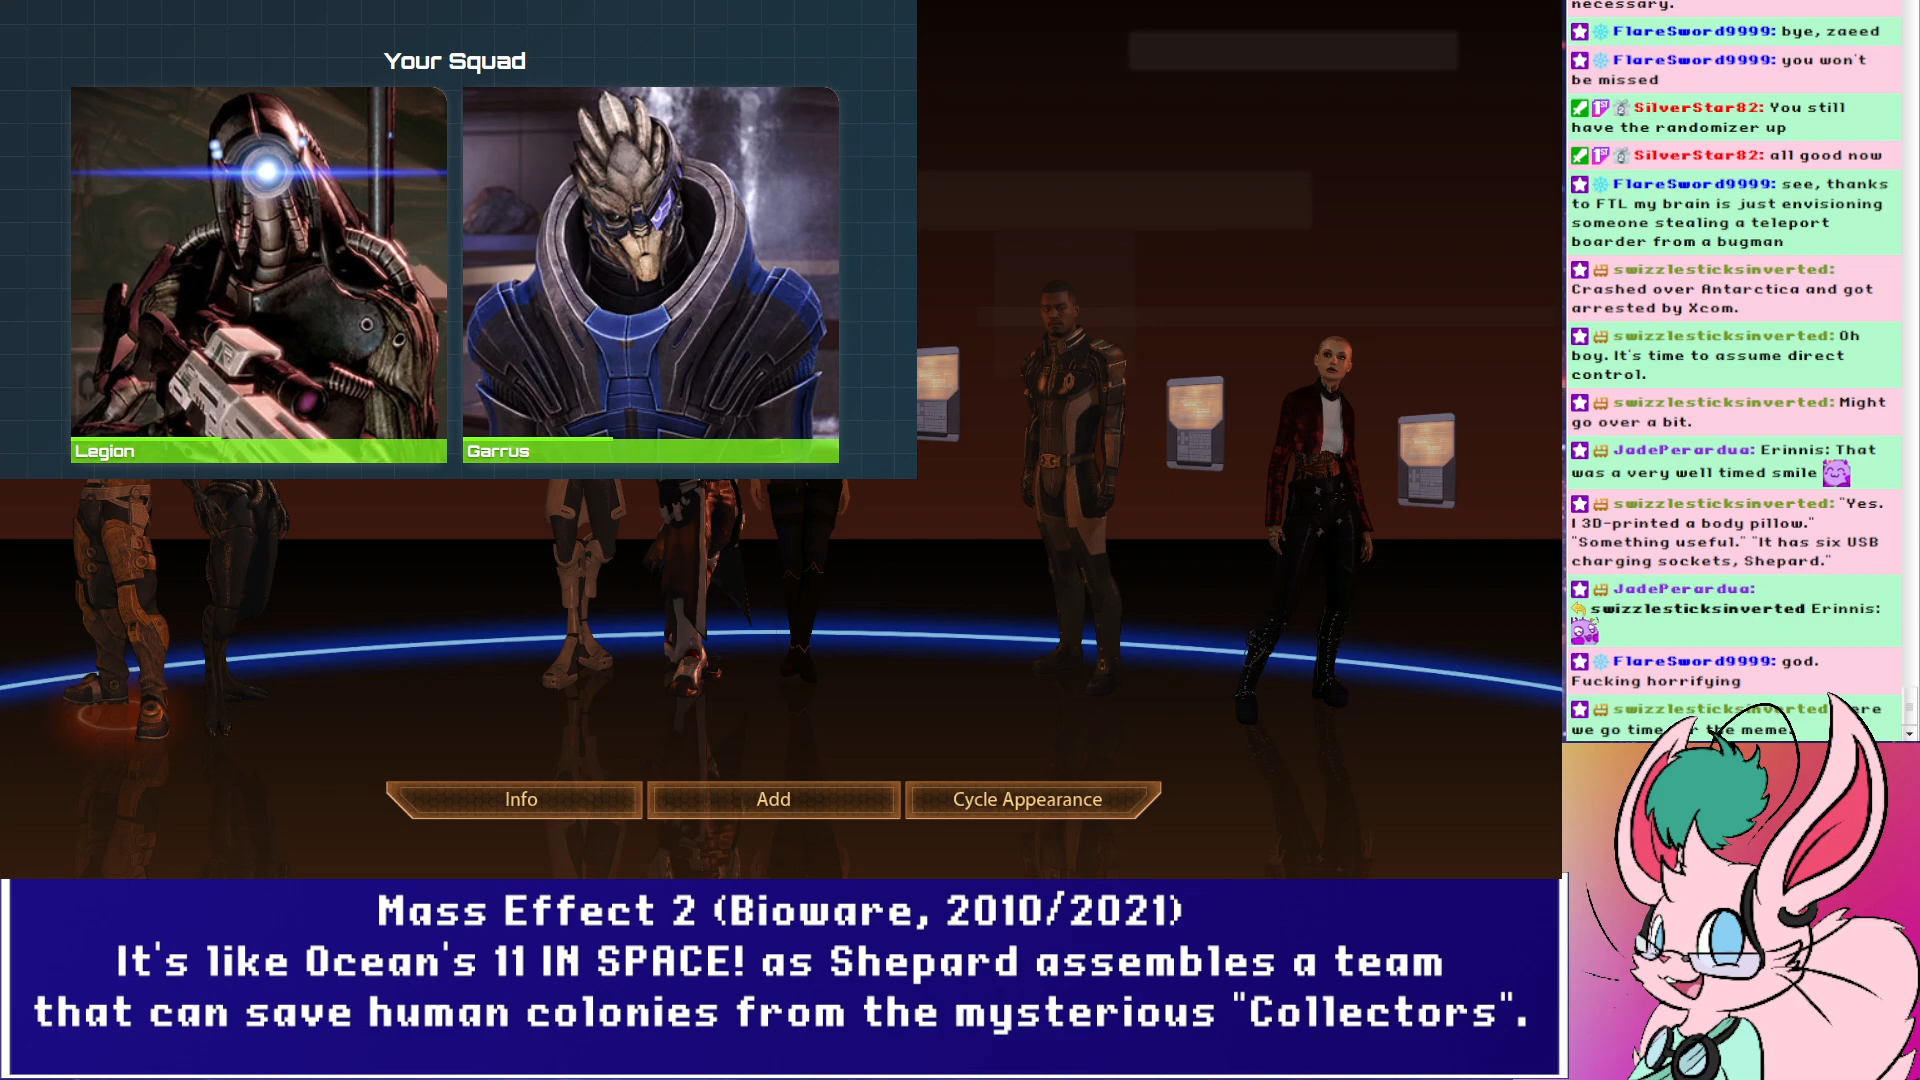 Your Squad
Legion
Garrus
Info
Add
Cycle Appearance
Mass Effect 2 (Bioware, 2010/2021)
It's like Ocean's 11 IN SPACE! as Shepard assembles a team
that can save human colonies from the mysterious "Collectors".
necessary.
FlareSword9999: bye, zaeed
FlareSword9999: you won't
be missed
SilverStar82: You still
have the randomizer up
SilverStar82: all good now
FlareSword9999: see, thanks
to FTL my brain is just envisioning
someone stealing a teleport
boarder from a bugman
swizzlesticksinverted:
Crashed over Antarctica and got
arrested by Xcom.
swizzlesticksinverted: Oh
boy. It's time to assume direct
control.
swizzlesticksinverted: Might
go over a bit.
JadePerardua: Erinnis: That
was a very well timed smile
swizzlesticksinverted: "Yes.
I 3D-printed a body pillow."
"Something useful." "It has six USB
charging sockets, Shepard."
JadePerardua:
swizzlesticksinverted Erinnis:
FlareSword9999: god.
Fucking horrifying
swizzlesticksinverted
we go time the meme.